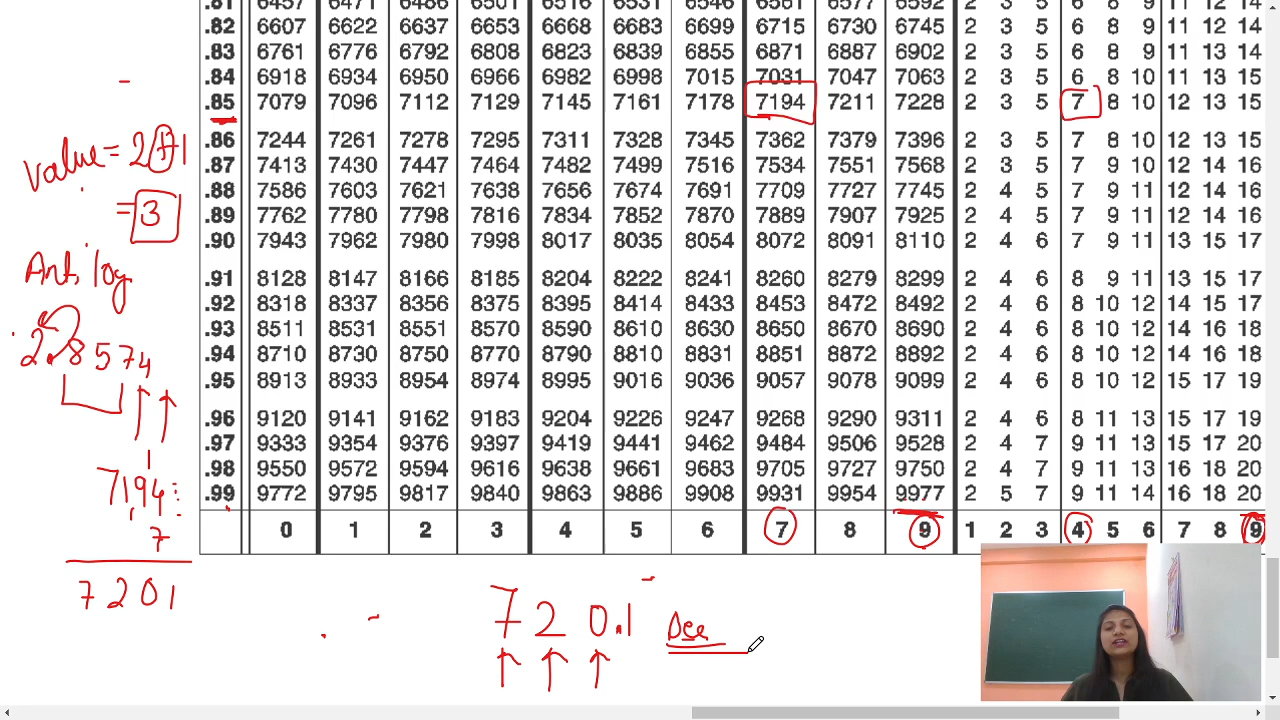 .81 6457 6471 6486 6501 6516 6531 6546 6561 6577 6592 2 3 5 6 8 9 11 12 14
.82 6607 6622 6637 6653 6668 6683 6699 6715 6730 6745 2 3 5 6 8 9 11 12 14
.83 6761 6776 6792 6808 6823 6839 6855 6871 6887 6902 2 3 5 6 8 9 11 13 14
.84 6918 6934 6950 6966 6982 6998 7015 7031 7047 7063 2 3 5 6 8 10 11 13 15
.85 7079 7096 7112 7129 7145 7161 7178 7194 7211 7228 2 3 5 7 8 10 12 13 15
.86 7244 7261 7278 7295 7311 7328 7345 7362 7379 7396 2 3 5 7 8 10 12 13 15
.87 7413 7430 7447 7464 7482 7499 7516 7534 7551 7568 2 3 5 7 9 10 12 14 16
.88 7586 7603 7621 7638 7656 7674 7691 7709 7727 7745 2 4 5 7 9 11 12 14 16
.89 7762 7780 7798 7816 7834 7852 7870 7889 7907 7925 2 4 5 7 9 11 12 14 16
.90 7943 7962 7980 7998 8017 8035 8054 8072 8091 8110 2 4 6 7 9 11 13 15 17
.91 8128 8147 8166 8185 8204 8222 8241 8260 8279 8299 2 4 6 8 9 11 13 15 17
.92 8318 8337 8356 8375 8395 8414 8433 8453 8472 8492 2 4 6 8 10 12 14 15 17
.93 8511 8531 8551 8570 8590 8610 8630 8650 8670 8690 2 4 6 8 10 12 14 16 18
.94 8710 8730 8750 8770 8790 8810 8831 8851 8872 8892 2 4 6 8 10 12 14 16 18
.95 8913 8933 8954 8974 8995 9016 9036 9057 9078 9099 2 4 6 8 10 12 15 17 19
.96 9120 9141 9162 9183 9204 9226 9247 9268 9290 9311 2 4 6 8 11 13 15 17 19
.97 9333 9354 9376 9397 9419 9441 9462 9484 9506 9528 2 4 7 9 11 13 15 17 20
.98 9550 9572 9594 9616 9638 9661 9683 9705 9727 9750 2 4 7 9 11 13 16 18 20
.99 9772 9795 9817 9840 9863 9886 9908 9931 9954 9977 2 5 7 9 11 14 16 18 20
0 1 2 3 4 5 6 7 8 9 1 2 3 4 5 6 7 8 9
Value = 2+1
= 3
Antilog
2.8574
1
7194
7
7201
720.1 Dec